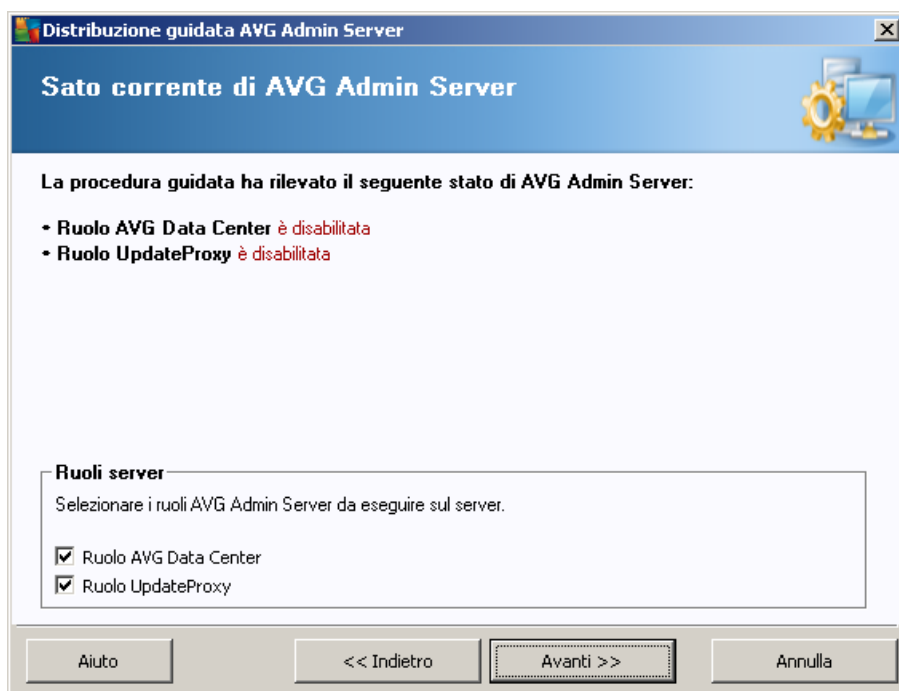 Distribuzione guidata AVG Admin Server
Sato corrente di AVG Admin Server
La procedura guidata ha rilevato il seguente stato di AVG Admin Server:
• Ruolo AVG Data Center è disabilitata
• Ruolo UpdateProxy è disabilitata
Ruoli server
Selezionare i ruoli AVG Admin Server da eseguire sul server.
Ruolo AVG Data Center
Ruolo UpdateProxy
Aiuto << Indietro Avanti >> Annulla